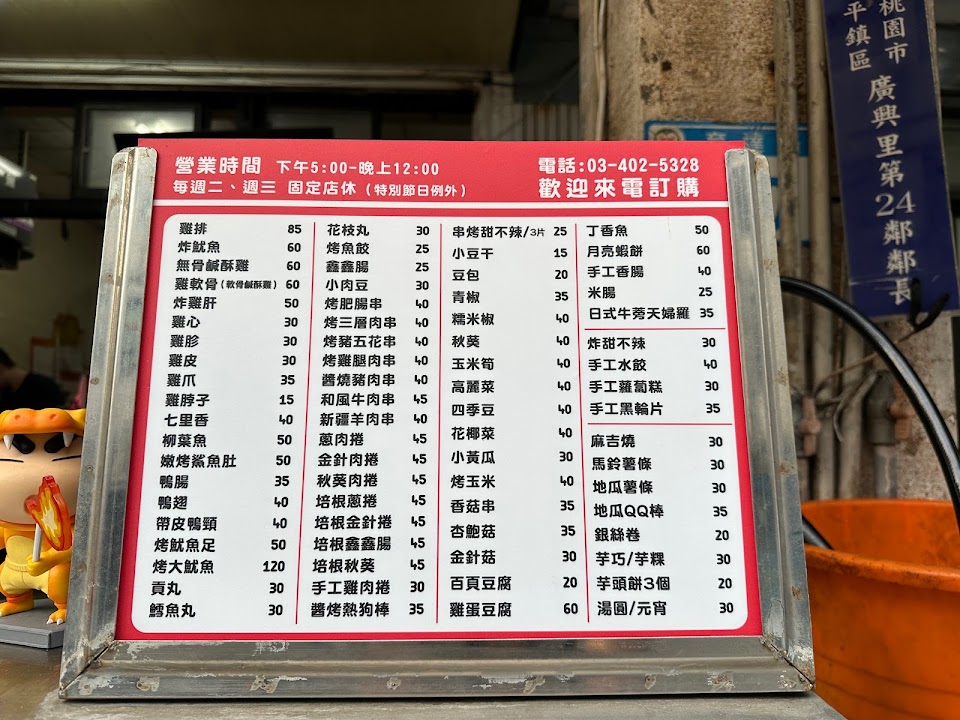 營業時間 下午5:00-晚上12:00
每週二、週三 固定店休(特別節日例外)
電話:03-402-5328
歡迎來電訂購
雞排 85
炸魷魚 60
無骨鹹酥雞 60
雞軟骨(軟骨鹹酥雞) 60
炸雞肝 50
雞心 30
雞胗 30
雞皮 30
雞爪 35
雞脖子 15
七里香 40
柳葉魚 50
嫩烤鯊魚肚 50
鴨腸 35
鴨翅 40
帶皮鴨頸 40
烤魷魚足 50
烤大魷魚 120
貢丸 30
鱈魚丸 30
花枝丸 30
烤魚餃 25
鑫鑫腸 25
小肉豆 30
烤肥腸串 40
烤三層肉串 40
烤豬五花串 40
烤雞腿肉串 40
醬燒豬肉串 40
和風牛肉串 45
新疆羊肉串 40
蔥肉捲 45
金針肉捲 45
秋葵肉捲 45
培根蔥捲 45
培根金針捲 45
培根鑫鑫腸 45
培根秋葵 45
手工雞肉捲 30
醬烤熱狗棒 35
串烤甜不辣/3片 25
小豆干 15
豆包 20
青椒 35
糯米椒 40
秋葵 40
玉米筍 40
高麗菜 40
四季豆 40
花椰菜 40
小黃瓜 30
烤玉米 40
香菇串 35
杏鮑菇 35
金針菇 30
百頁豆腐 20
雞蛋豆腐 60
丁香魚 50
月亮蝦餅 60
手工香腸 40
米腸 25
日式牛蒡天婦羅 35
炸甜不辣 30
手工水餃 40
手工蘿蔔糕 30
手工黑輪片 35
麻吉燒 30
馬鈴薯條 30
地瓜薯條 30
地瓜QQ棒 35
銀絲卷 20
芋巧/芋粿 30
芋頭餅3個 20
湯圓/元宵 30
桃園市
平鎮區
廣興里第24鄰鄰長